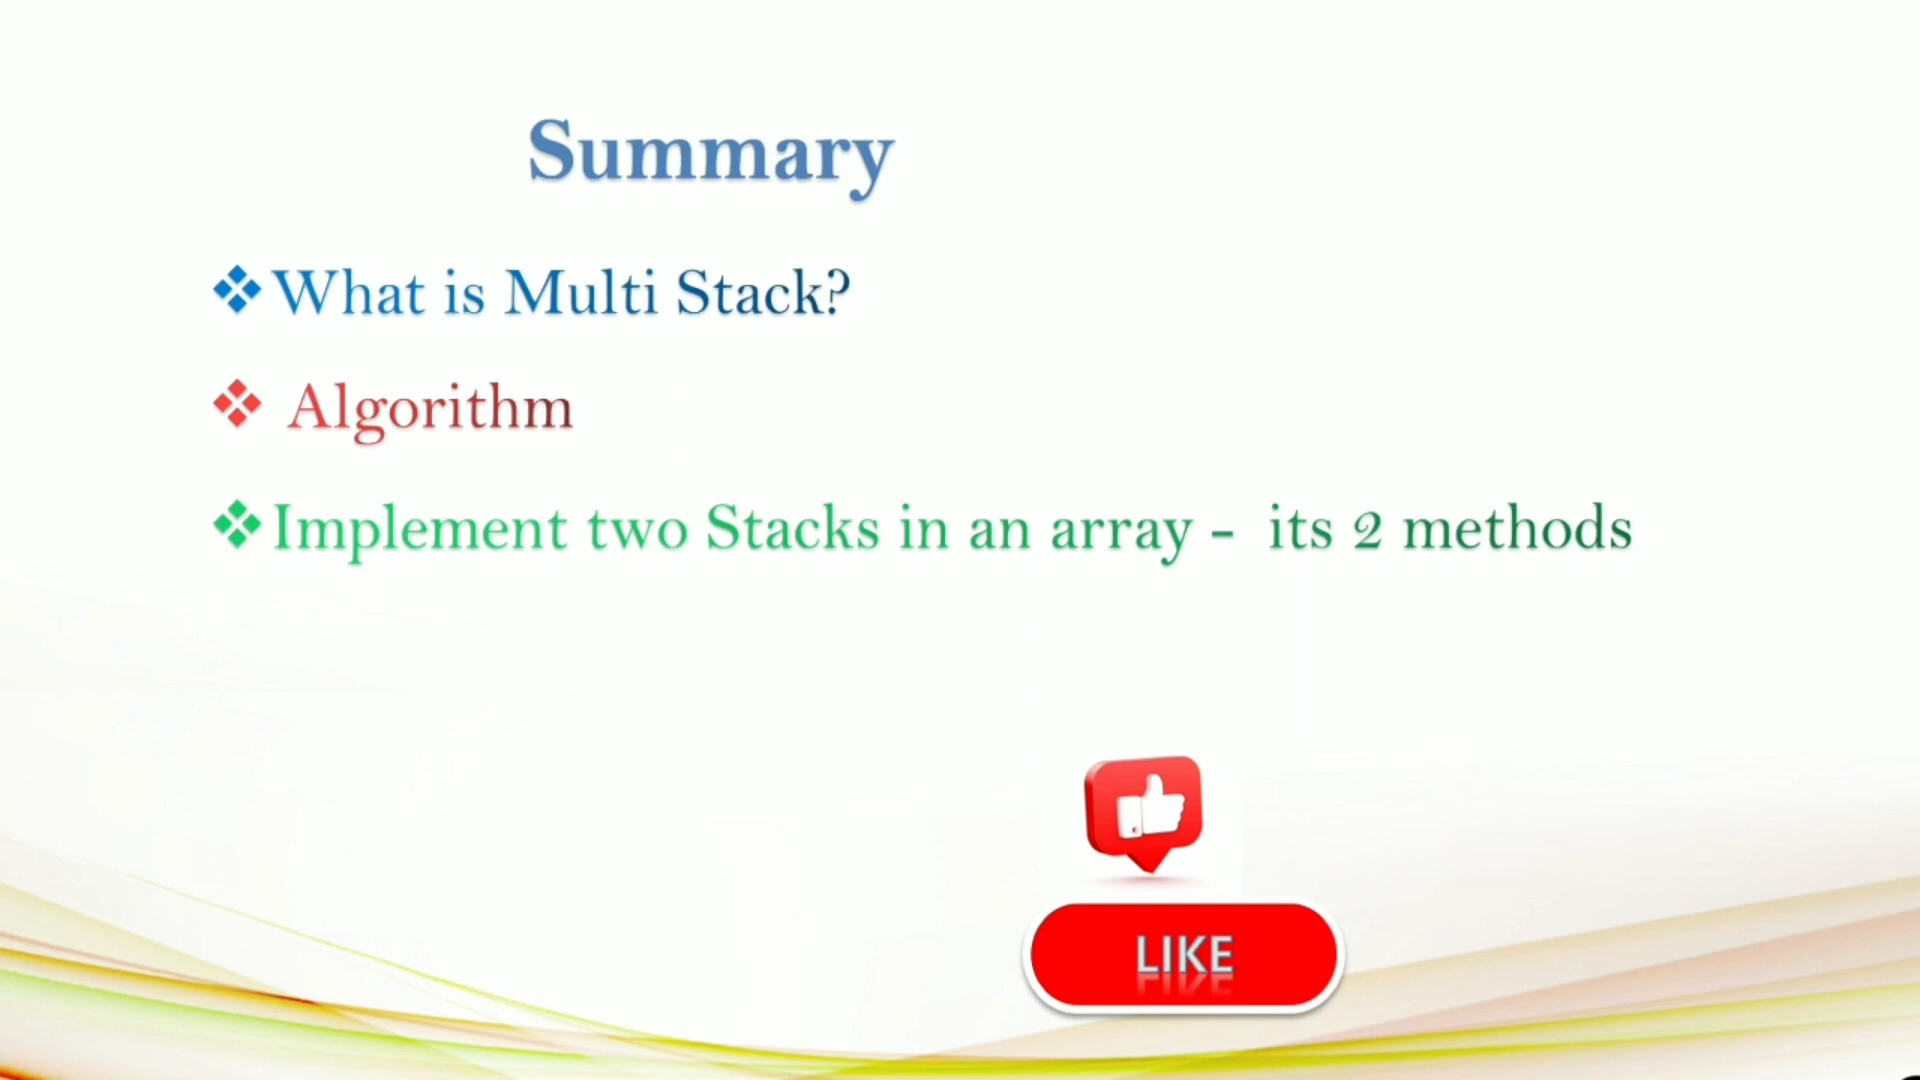 Summary
What is Multi Stack?
Algorithm
Implement two Stacks in an array - its 2 methods
LIKE